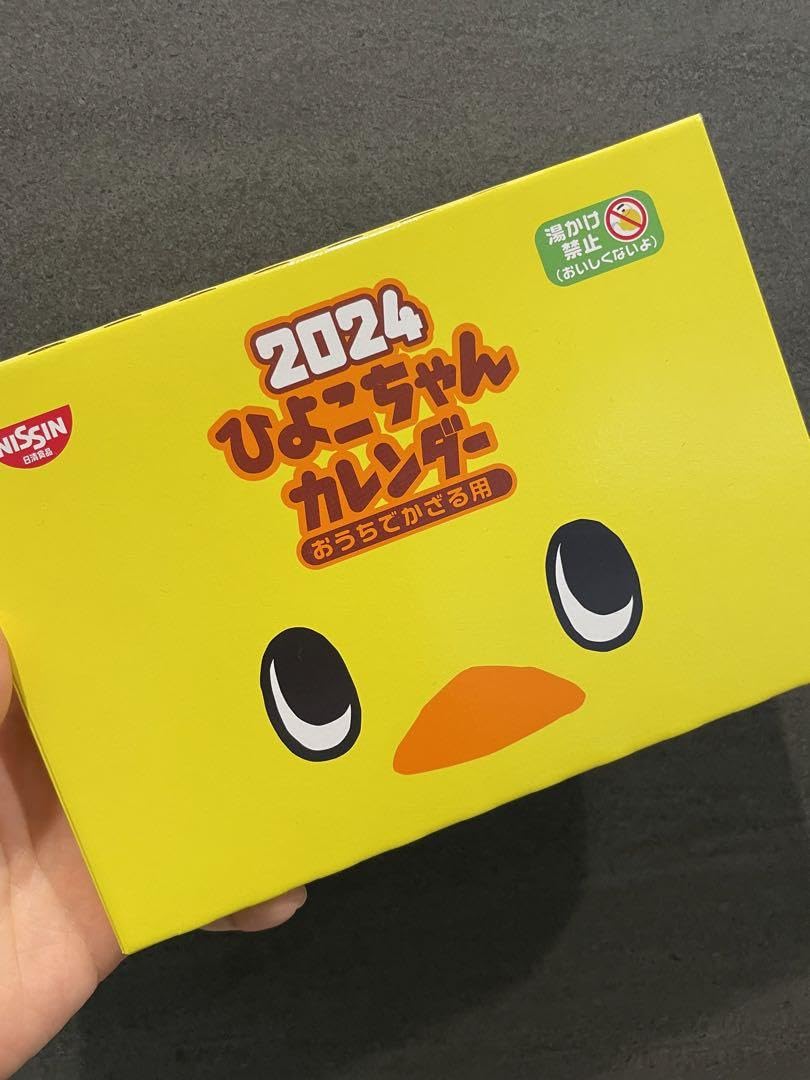 湯かけ
禁止
(おいしくないよ)
2024
ひよこちゃん
カレンダー
おうちでかざる用
NISSIN
日清食品